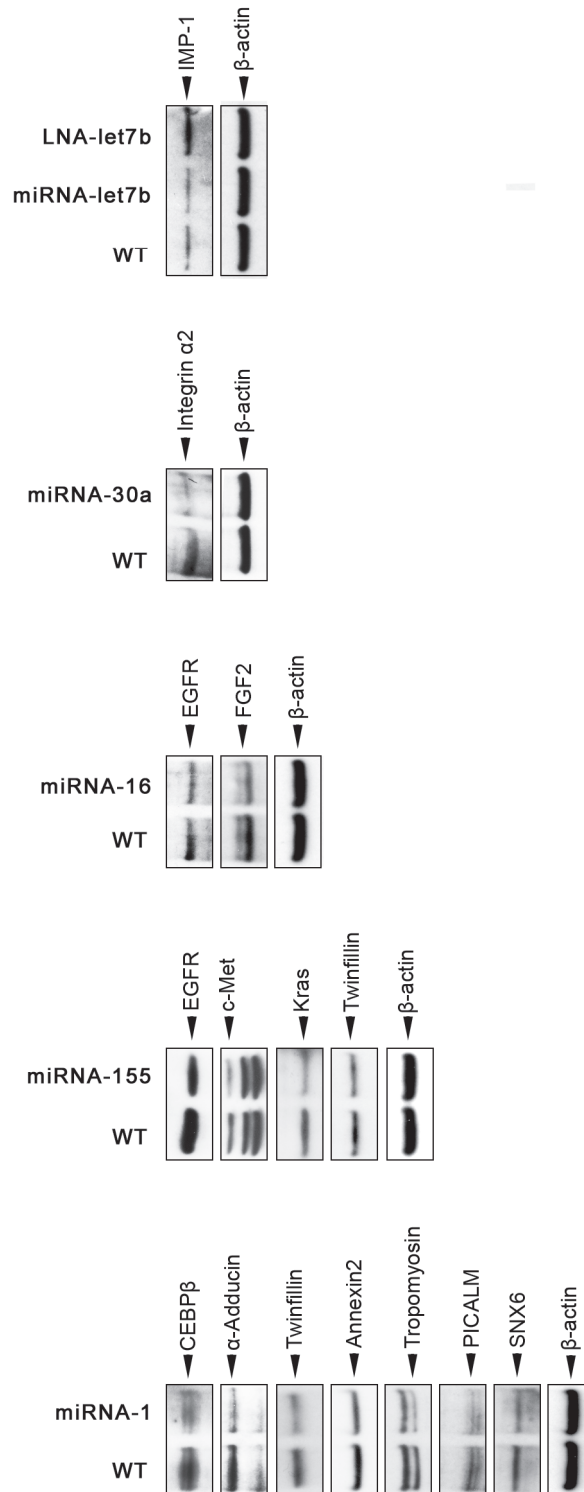 IMP-1
β-actin
LNA-let7b
miRNA-let7b
WT
Integrin α2
β-actin
miRNA-30a
WT
EGFR
FGF2
β-actin
miRNA-16
WT
EGFR
c-Met
Kras
Twinfillin
β-actin
miRNA-155
WT
CEBPβ
α-Adducin
Twinfillin
Annexin2
Tropomyosin
PICALM
SNX6
β-actin
miRNA-1
WT